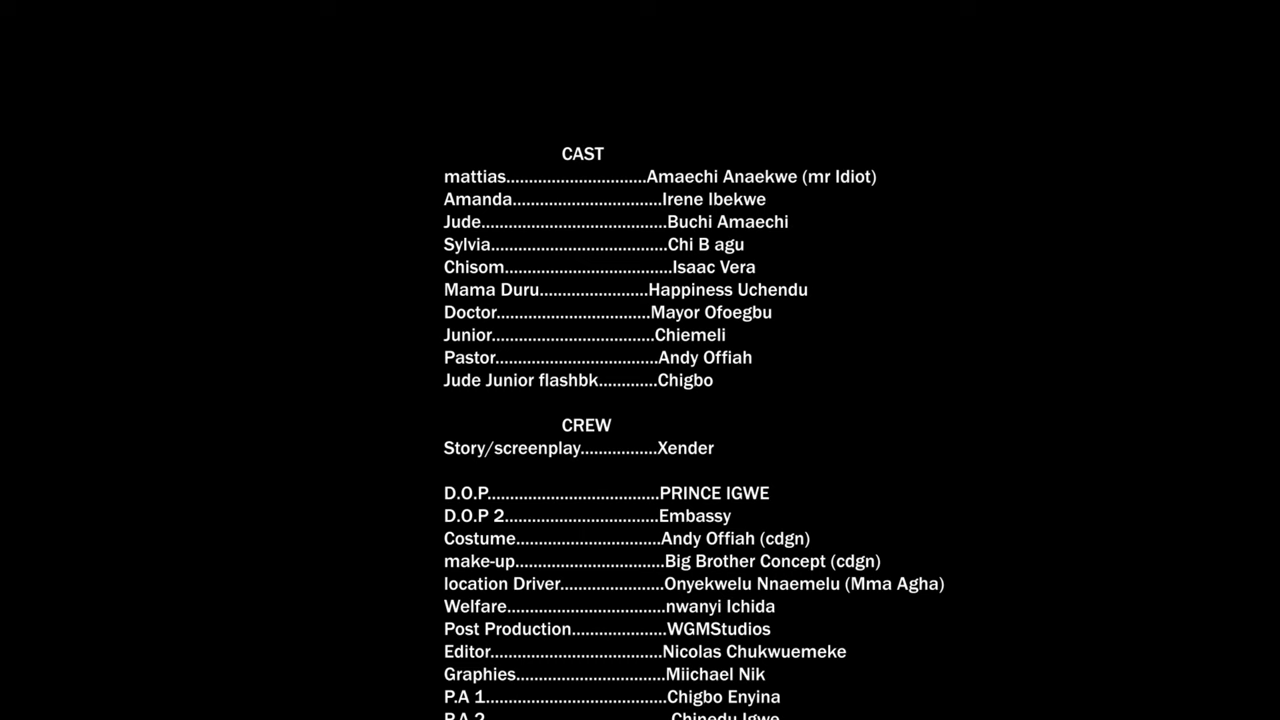 CAST
mattias...............................Amaechi Anaekwe (mr Idiot)
Amanda.................................Irene Ibekwe
Jude.........................................Buchi Amaechi
Sylvia.......................................Chi B agu
Chisom.....................................Isaac Vera
Mama Duru........................Happiness Uchendu
Doctor..................................Mayor Ofoegbu
Junior....................................Chiemeli
Pastor....................................Andy Offiah
Jude Junior flashbk.............Chigbo
CREW
Story/screenplay.................Xender
D.O.P......................................PRINCE IGWE
D.O.P 2..................................Embassy
Costume................................Andy Offiah (cdgn)
make-up.................................Big Brother Concept (cdgn)
location Driver.......................Onyekwelu Nnaemelu (Mma Agha)
Welfare...................................nwanyi Ichida
Post Production.....................WGMStudios
Editor......................................Nicolas Chukwuemeke
Graphies.................................Miichael Nik
P.A 1........................................Chigbo Enyina
P.A 2.........................................Chinedu Igwe